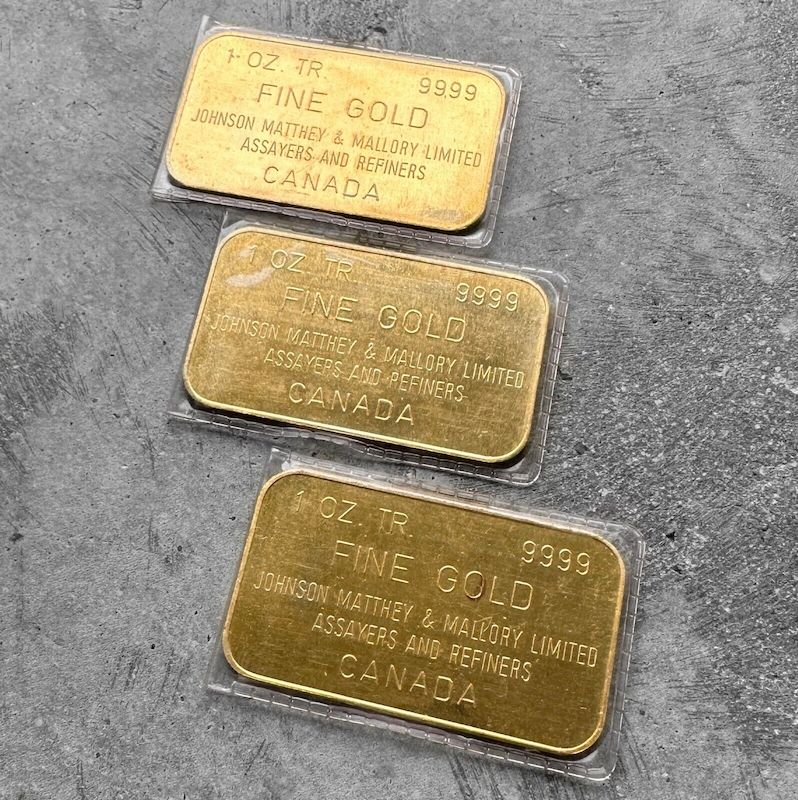 1 OZ. TR.
9999
FINE GOLD
JOHNSON MATTHEY & MALLORY LIMITED
ASSAYERS AND REFINERS
CANADA
1 OZ. TR.
9999
FINE GOLD
JOHNSON MATTHEY & MALLORY LIMITED
ASSAYERS AND REFINERS
CANADA
1 OZ. TR.
9999
FINE GOLD
JOHNSON MATTHEY & MALLORY LIMITED
ASSAYERS AND REFINERS
CANADA